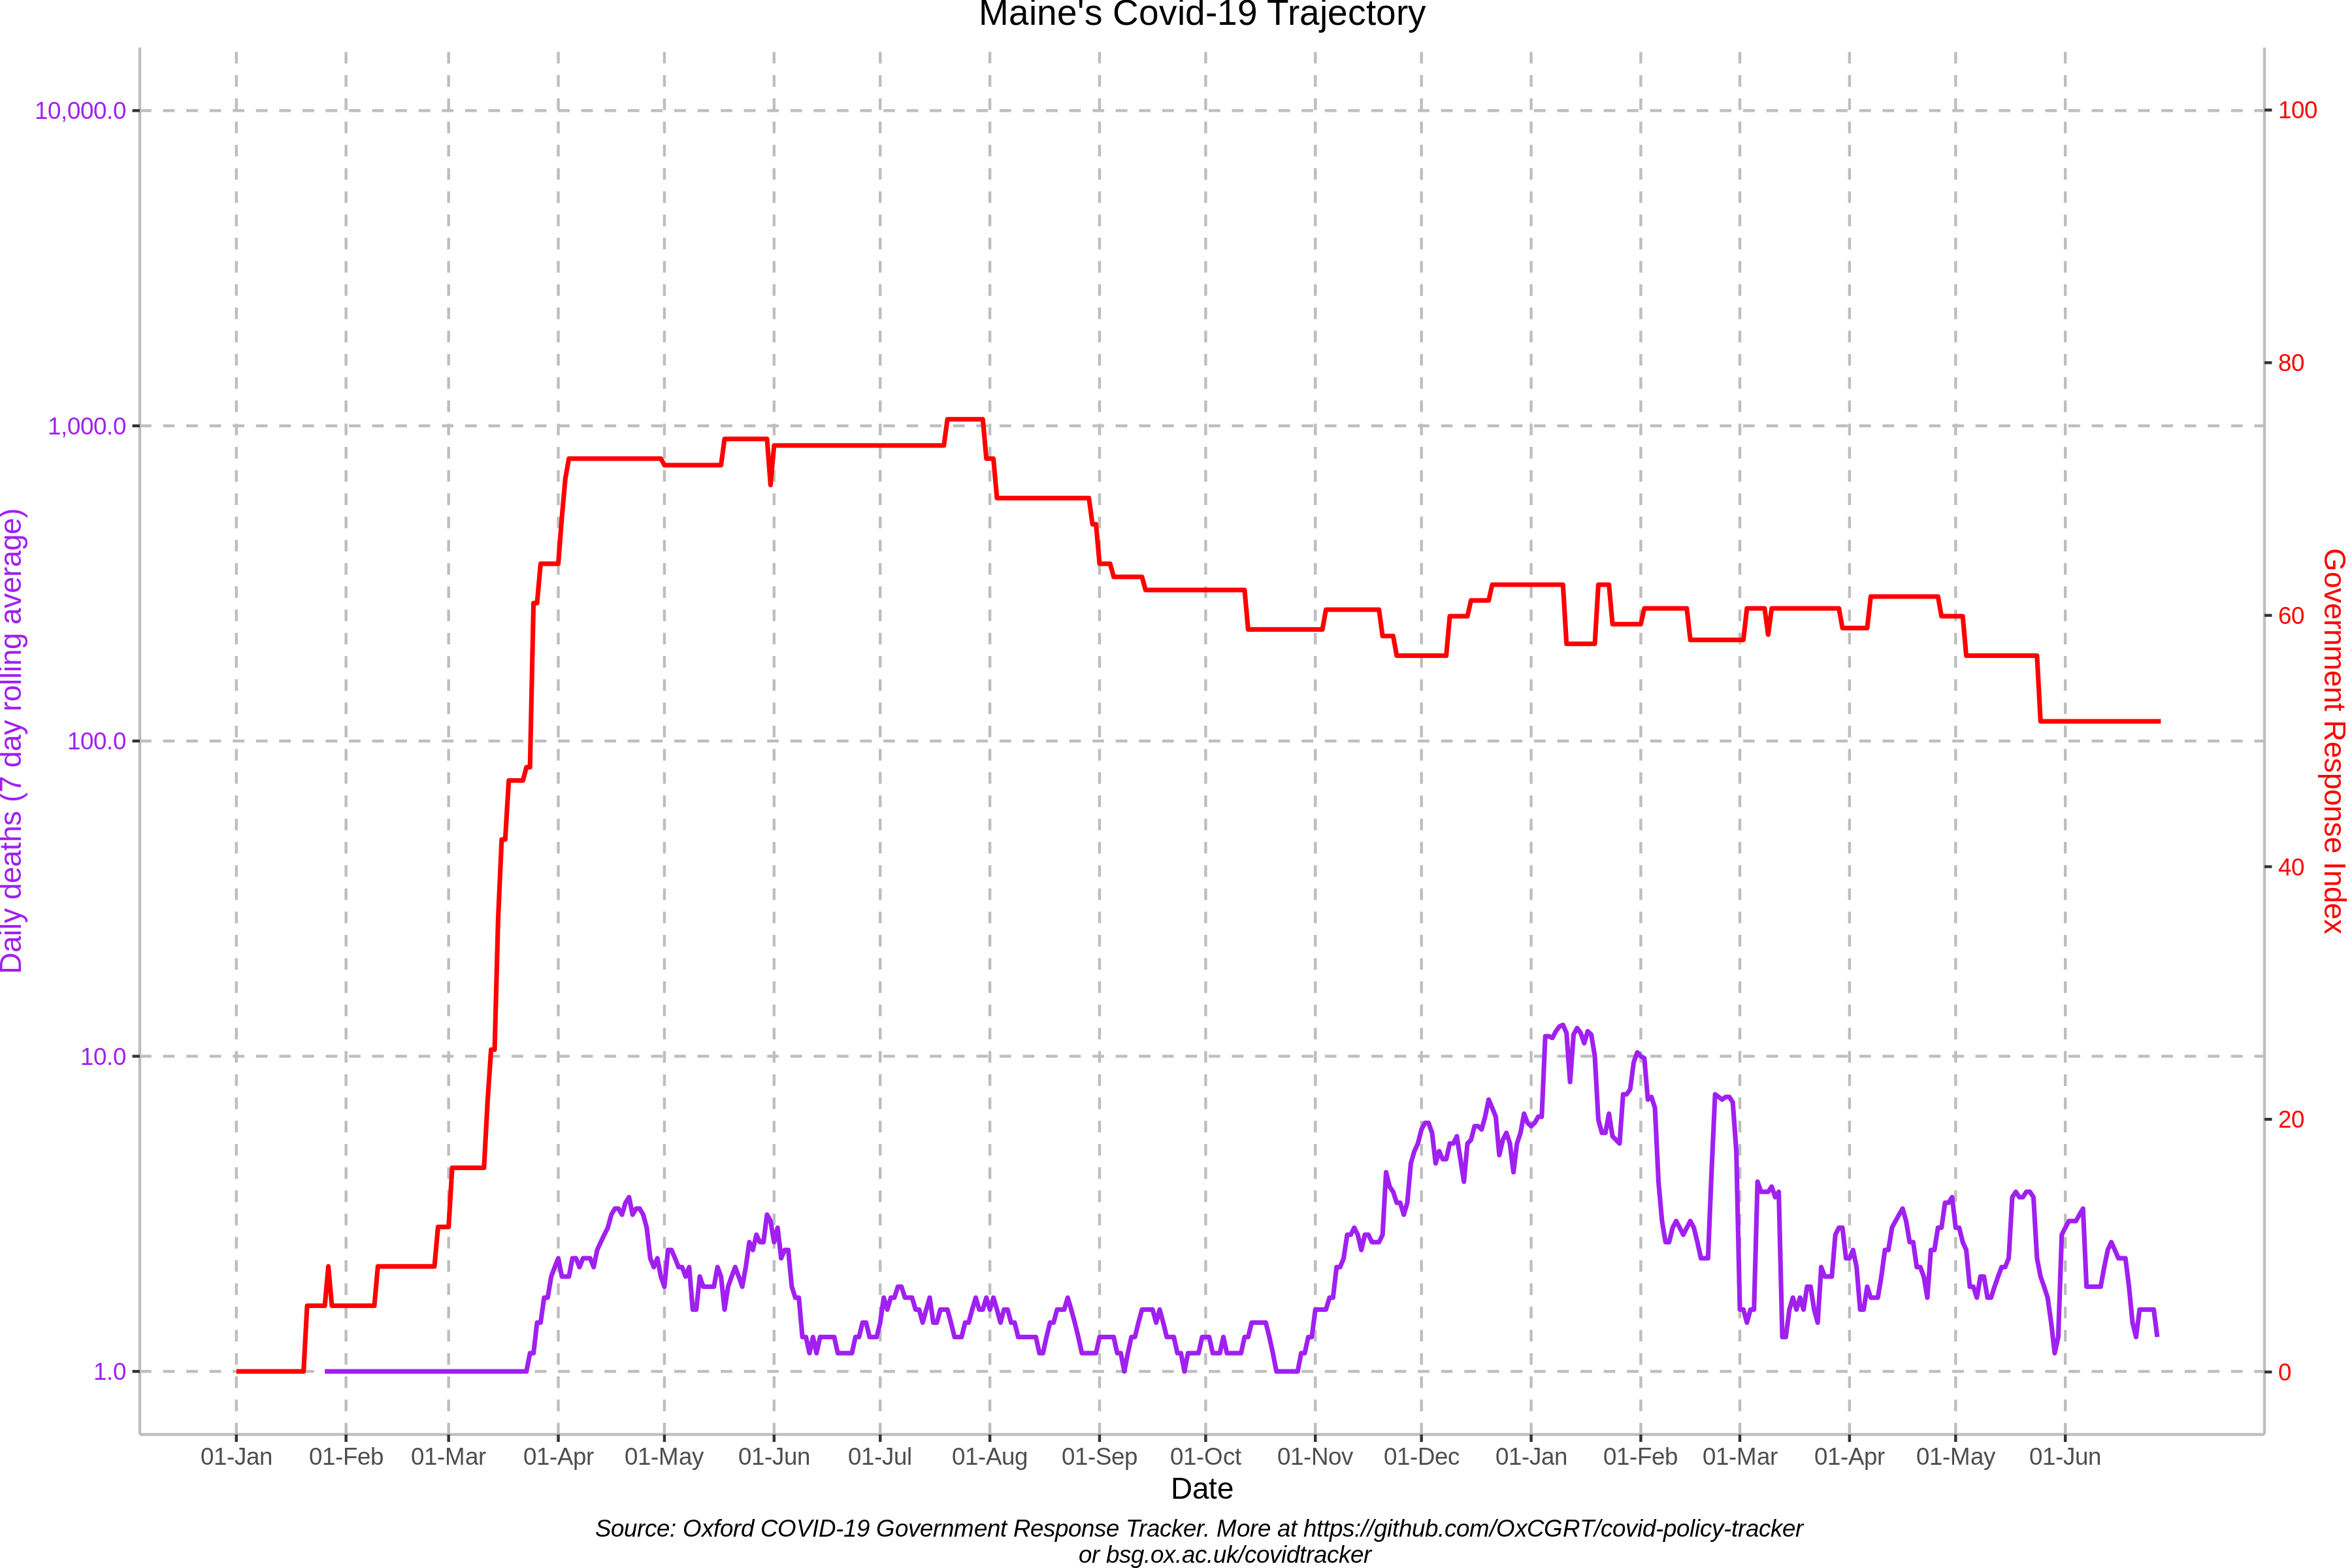 Maine's Covid-19 Trajectory
10,000.0
1,000.0
100.0
10.0
1.0
Daily deaths (7 day rolling average)
100
80
60
40
20
0
Government Response Index
01-Jan 01-Feb 01-Mar 01-Apr 01-May 01-Jun 01-Jul 01-Aug 01-Sep 01-Oct 01-Nov 01-Dec 01-Jan 01-Feb 01-Mar 01-Apr 01-May 01-Jun
Date
Source: Oxford COVID-19 Government Response Tracker. More at https://github.com/OxCGRT/covid-policy-tracker
or bsg.ox.ac.uk/covidtracker